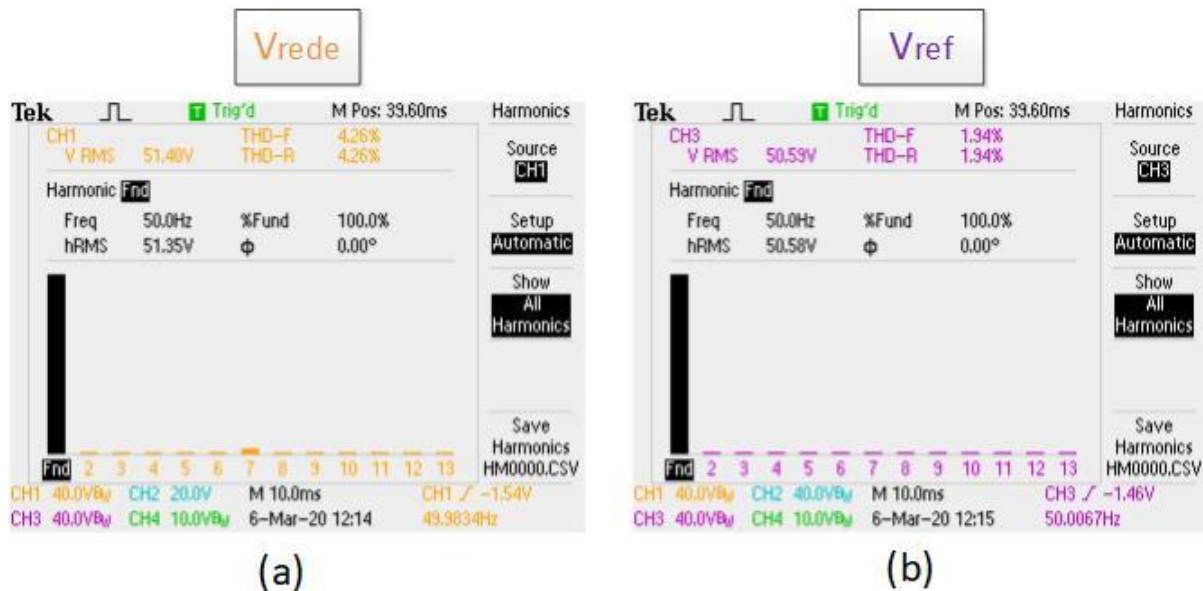 Vrede
Tek T Trig'd M Pos: 39.60ms Harmonics
CH1 THD-F 4.26%
V RMS 51.40V THD-R 4.26%
Source
CH1
Harmonic Fnd
Freq 50.0Hz %Fund 100.0%
hRMS 51.35V Φ 0.00°
Setup
Automatic
Show
All
Harmonics
Save
Harmonics
HM0000.CSV
Fnd 2 3 4 5 6 7 8 9 10 11 12 13
CH1 40.0VBW CH2 20.0V M 10.0ms CH1 -1.54V
CH3 40.0VBW CH4 10.0VBW 6-Mar-20 12:14 49.9834Hz
(a)
Vref
Tek T Trig'd M Pos: 39.60ms Harmonics
CH3 THD-F 1.94%
V RMS 50.59V THD-R 1.94%
Source
CH3
Harmonic Fnd
Freq 50.0Hz %Fund 100.0%
hRMS 50.58V Φ 0.00°
Setup
Automatic
Show
All
Harmonics
Save
Harmonics
HM0000.CSV
Fnd 2 3 4 5 6 7 8 9 10 11 12 13
CH1 40.0VBW CH2 40.0VBW M 10.0ms CH3 -1.46V
CH3 40.0VBW CH4 10.0VBW 6-Mar-20 12:15 50.0067Hz
(b)